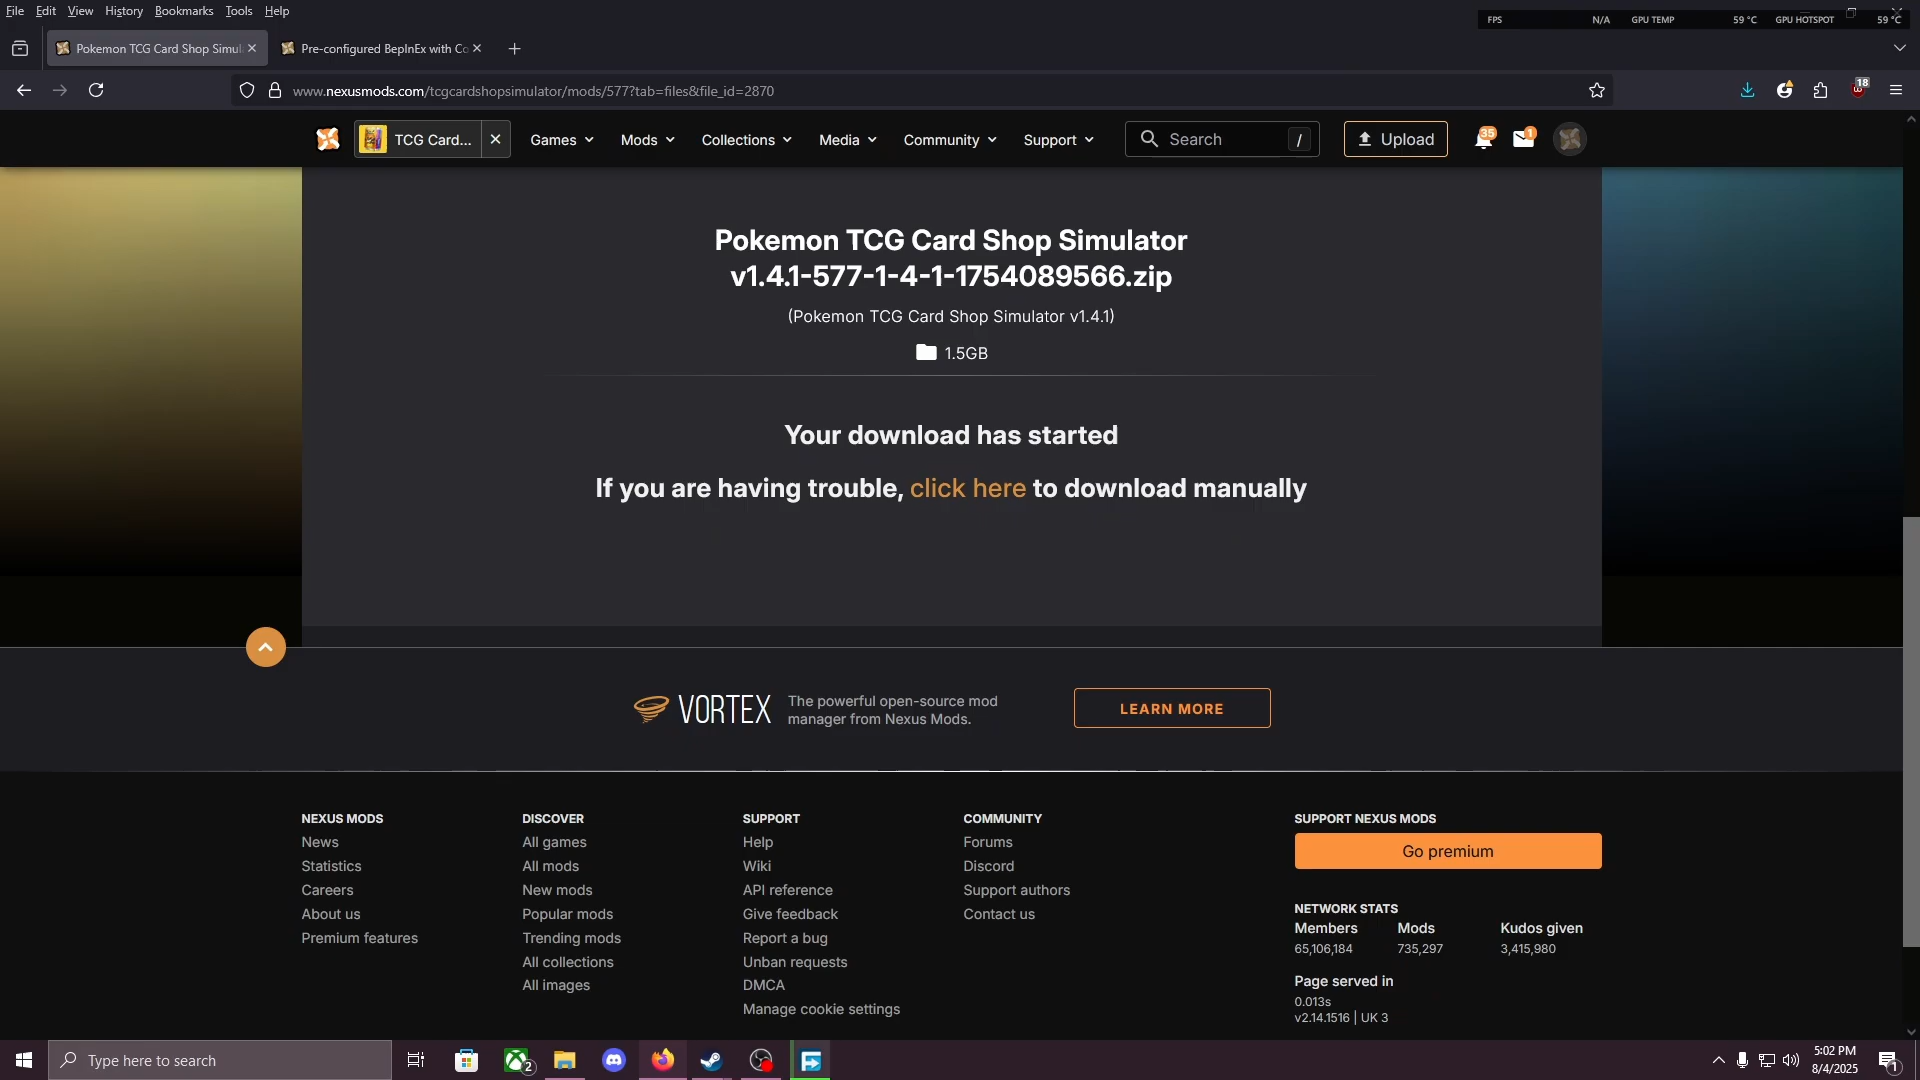 File Edit View History Bookmarks Tools Help
FPS N/A GPU TEMP 59 °C GPU HOTSPOT 59 °C
Pokemon TCG Card Shop Simul
Pre-configured BepInEx with Co
www.nexusmods.com/tcgcardshopsimulator/mods/577?tab=files&file_id=2870
18
TCG Card...
Games
Mods
Collections
Media
Community
Support
Search /
Upload
35
1
Pokemon TCG Card Shop Simulator
v1.4.1-577-1-4-1-1754089566.zip
(Pokemon TCG Card Shop Simulator v1.4.1)
1.5GB
Your download has started
If you are having trouble, click here to download manually
VORTEX
The powerful open-source mod
manager from Nexus Mods.
LEARN MORE
NEXUS MODS
News
Statistics
Careers
About us
Premium features
DISCOVER
All games
All mods
New mods
Popular mods
Trending mods
All collections
All images
SUPPORT
Help
Wiki
API reference
Give feedback
Report a bug
Unban requests
DMCA
Manage cookie settings
COMMUNITY
Forums
Discord
Support authors
Contact us
SUPPORT NEXUS MODS
Go premium
NETWORK STATS
Members Mods Kudos given
65,106,184 735,297 3,415,980
Page served in
0.013s
v2.14.1516 | UK 3
Type here to search
2
5:02 PM
8/4/2025
1